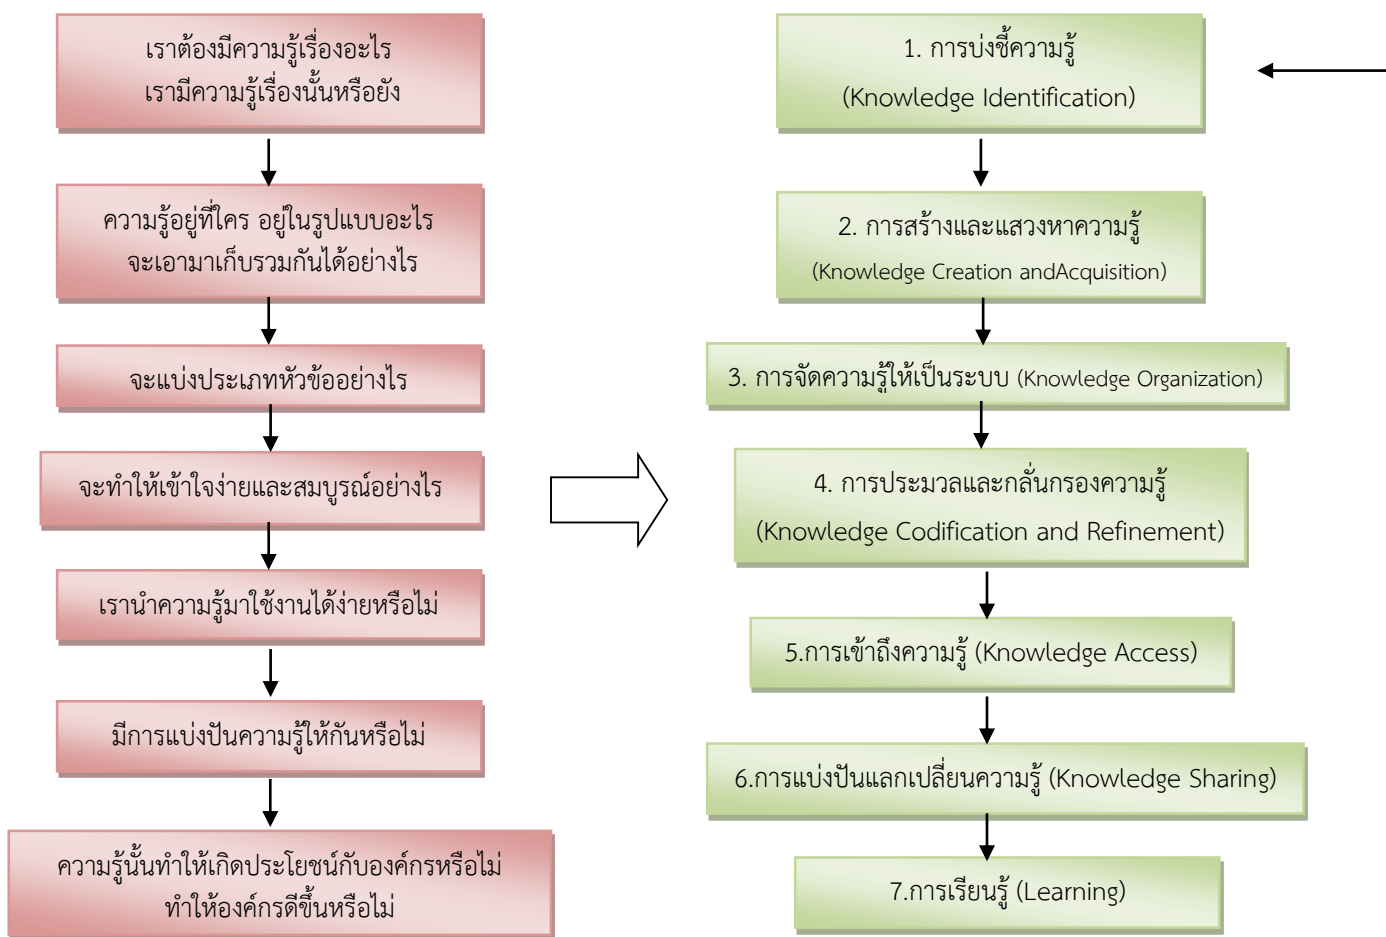 เราต้องมีความรู้เรื่องอะไร
เรามีความรู้เรื่องนั้นหรือยัง
ความรู้อยู่ที่ใคร อยู่ในรูปแบบอะไร
จะเอามาเก็บรวมกันได้อย่างไร
จะแบ่งประเภทหัวข้ออย่างไร
จะทำให้เข้าใจง่ายและสมบูรณ์อย่างไร
เรานำความรู้มาใช้งานได้ง่ายหรือไม่
มีการแบ่งปันความรู้ให้กันหรือไม่
ความรู้นั้นทำให้เกิดประโยชน์กับองค์กรหรือไม่
ทำให้องค์กรดีขึ้นหรือไม่
1. การบ่งชี้ความรู้
(Knowledge Identification)
2. การสร้างและแสวงหาความรู้
(Knowledge Creation andAcquisition)
3. การจัดความรู้ให้เป็นระบบ (Knowledge Organization)
4. การประมวลและกลั่นกรองความรู้
(Knowledge Codification and Refinement)
5.การเข้าถึงความรู้ (Knowledge Access)
6.การแบ่งปันแลกเปลี่ยนความรู้ (Knowledge Sharing)
7.การเรียนรู้ (Learning)